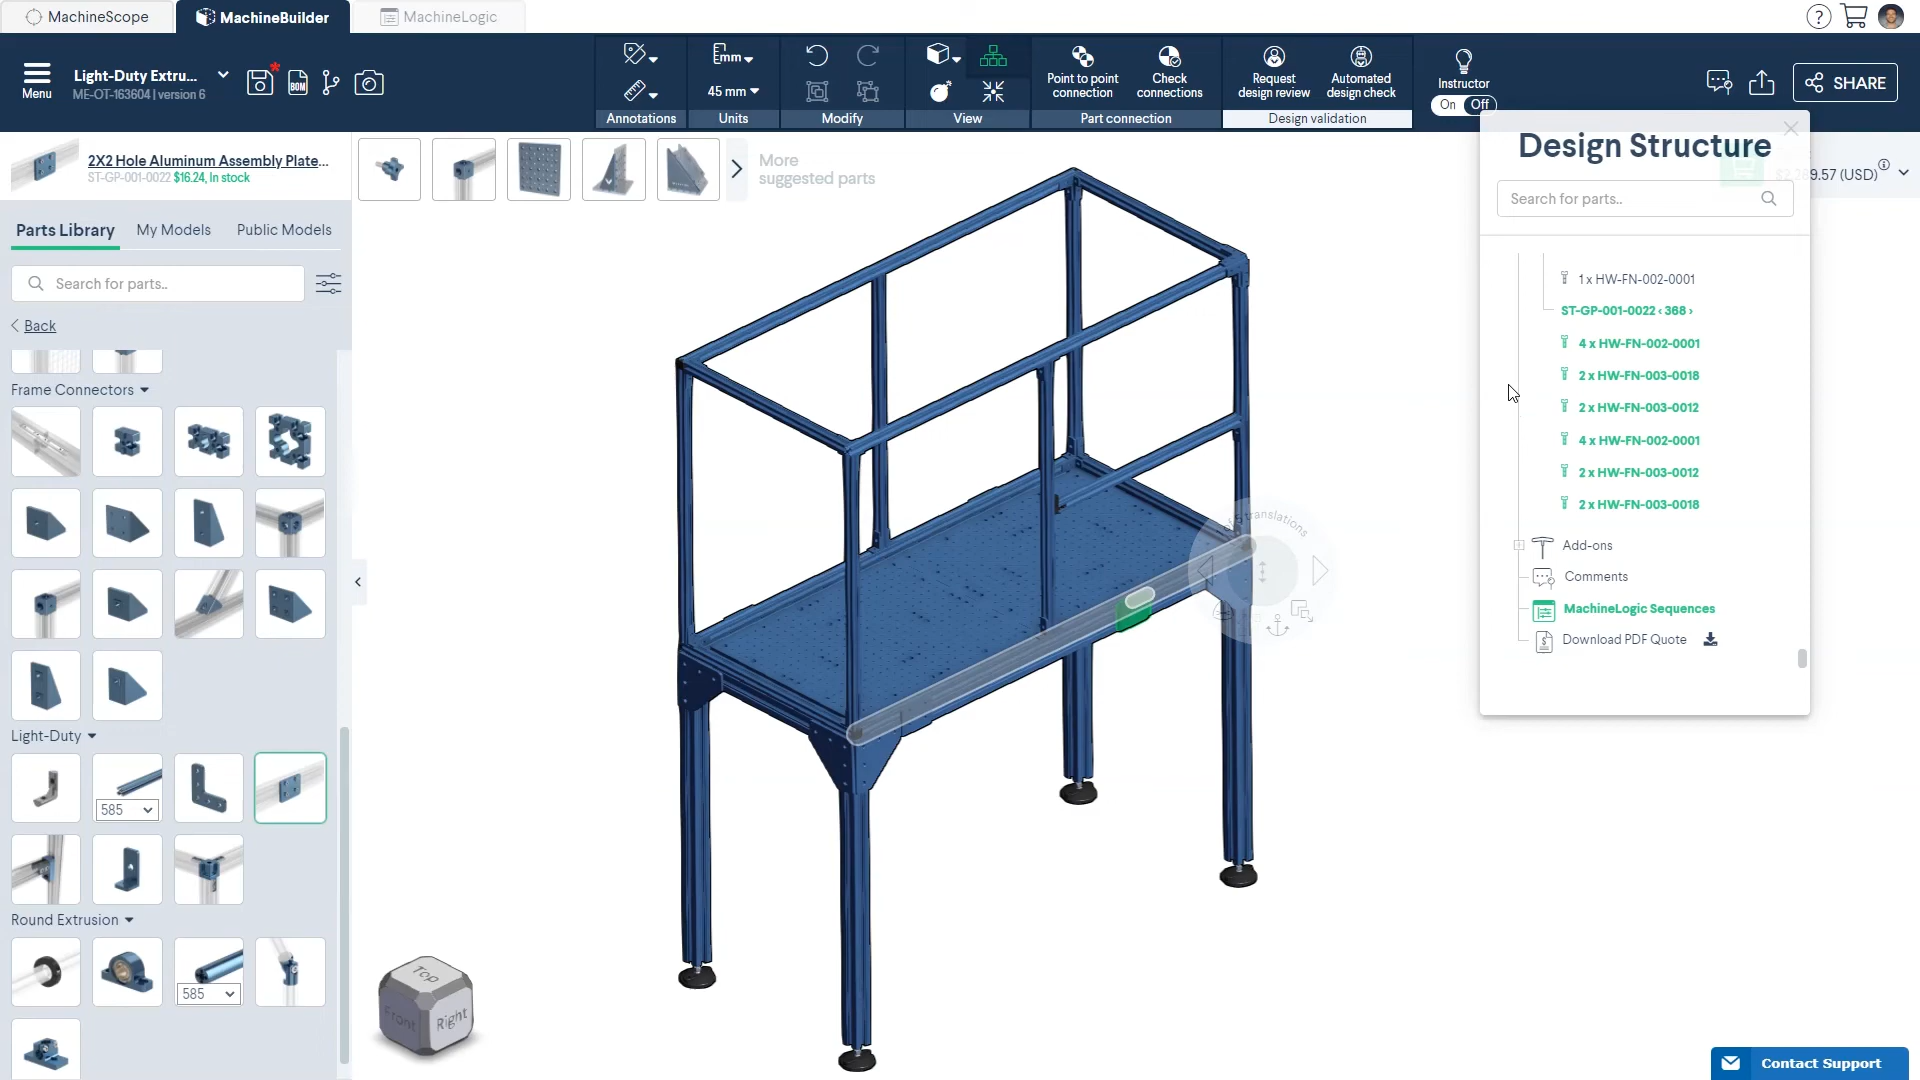 MachineScope
MachineBuilder
MachineLogic
Menu
Light-Duty Extru...
ME-OT-163604 | version 6
BOM
mm
45 mm
Annotations
Units
Modify
View
Point to point
connection
Check
connections
Part connection
Request
design review
Automated
design check
Design validation
Instructor
On Off
SHARE
2X2 Hole Aluminum Assembly Plate...
ST-GP-001-0022 $16.24, In stock
More
suggested parts
Parts Library
My Models
Public Models
Search for parts..
Back
Frame Connectors
Light-Duty
585
Round Extrusion
585
Top
Front
Right
translations
Design Structure
9.57 (USD)
Search for parts..
1 x HW-FN-002-0001
ST-GP-001-0022 ‹ 368 ›
4 x HW-FN-002-0001
2 x HW-FN-003-0018
2 x HW-FN-003-0012
4 x HW-FN-002-0001
2 x HW-FN-003-0012
2 x HW-FN-003-0018
Add-ons
Comments
MachineLogic Sequences
Download PDF Quote
Contact Support